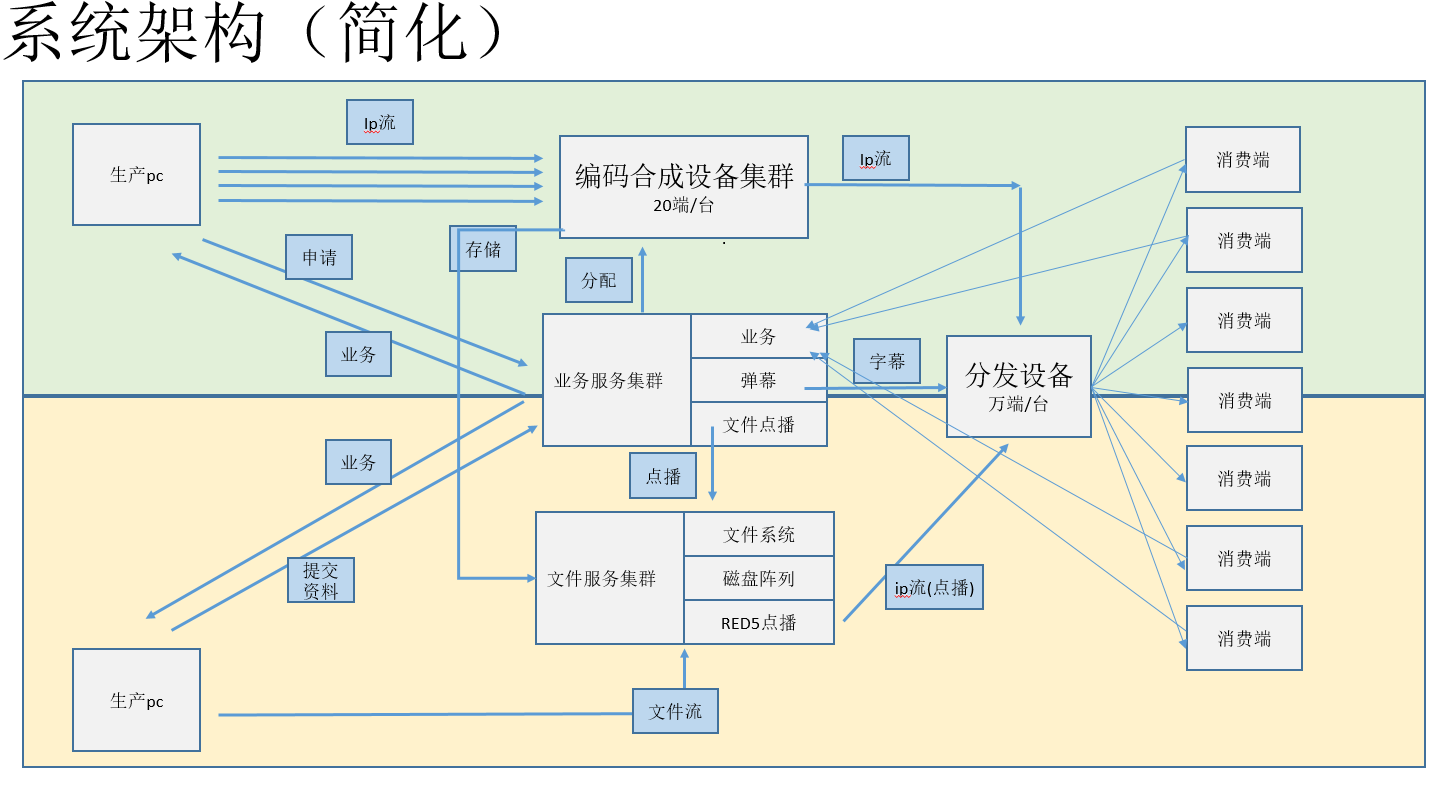 系统架构（简化）
Ip流
生产pc
编码合成设备集群
20端/台
Ip流
消费端
消费端
申请
存储
分配
消费端
业务
业务服务集群
业务
弹幕
文件点播
字幕
分发设备
万端/台
消费端
业务
点播
消费端
提交
资料
文件服务集群
文件系统
磁盘阵列
RED5点播
ip流(点播)
消费端
消费端
生产pc
文件流